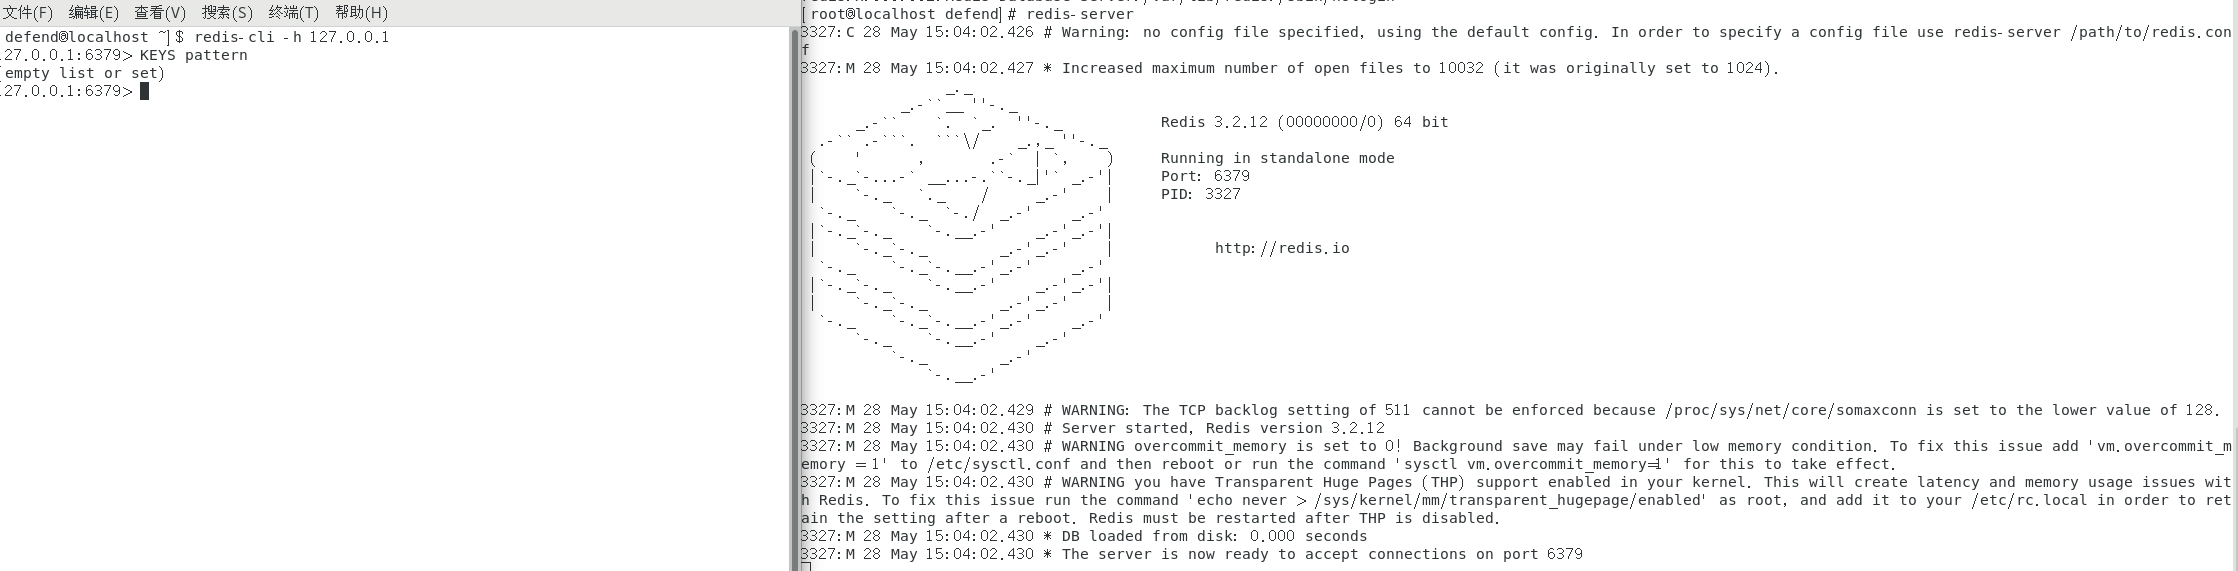 文件(F) 编辑(E) 查看(V) 搜索(S) 终端(T) 帮助(H)
defend@localhost ~]$ redis-cli -h 127.0.0.1
27.0.0.1:6379> KEYS pattern
(empty list or set)
27.0.0.1:6379>
[root@localhost defend]# redis-server
3327:C 28 May 15:04:02.426 # Warning: no config file specified, using the default config. In order to specify a config file use redis-server /path/to/redis.con
f
3327:M 28 May 15:04:02.427 * Increased maximum number of open files to 10032 (it was originally set to 1024).
Redis 3.2.12 (00000000/0) 64 bit
Running in standalone mode
Port: 6379
PID: 3327
http://redis.io
3327:M 28 May 15:04:02.429 # WARNING: The TCP backlog setting of 511 cannot be enforced because /proc/sys/net/core/somaxconn is set to the lower value of 128.
3327:M 28 May 15:04:02.430 # Server started, Redis version 3.2.12
3327:M 28 May 15:04:02.430 # WARNING overcommit_memory is set to 0! Background save may fail under low memory condition. To fix this issue add 'vm.overcommit_m
emory = 1' to /etc/sysctl.conf and then reboot or run the command 'sysctl vm.overcommit_memory=1' for this to take effect.
3327:M 28 May 15:04:02.430 # WARNING you have Transparent Huge Pages (THP) support enabled in your kernel. This will create latency and memory usage issues wit
h Redis. To fix this issue run the command 'echo never > /sys/kernel/mm/transparent_hugepage/enabled' as root, and add it to your /etc/rc.local in order to ret
ain the setting after a reboot. Redis must be restarted after THP is disabled.
3327:M 28 May 15:04:02.430 * DB loaded from disk: 0.000 seconds
3327:M 28 May 15:04:02.430 * The server is now ready to accept connections on port 6379